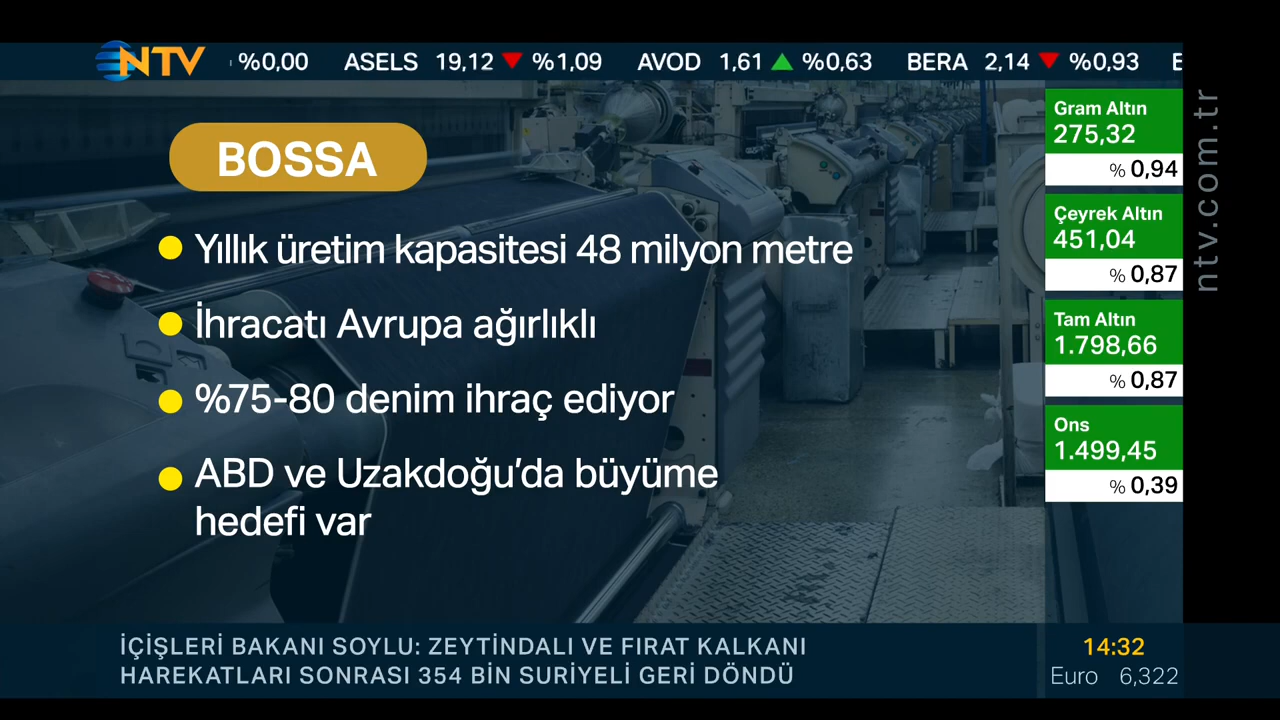 NTV
%0,00 ASELS 19,12 ▼ %1,09 AVOD 1,61 ▲ %0,63 BERA 2,14 ▼ %0,93
BOSSA
Yıllık üretim kapasitesi 48 milyon metre
İhracatı Avrupa ağırlıklı
%75-80 denim ihraç ediyor
ABD ve Uzakdoğu’da büyüme
hedefi var
Gram Altın
275,32
% 0,94
Çeyrek Altın
451,04
% 0,87
Tam Altın
1.798,66
% 0,87
Ons
1.499,45
% 0,39
ntv.com.tr
İÇİŞLERİ BAKANI SOYLU: ZEYTİNDALI VE FIRAT KALKANI
HAREKATLARI SONRASI 354 BİN SURİYELİ GERİ DÖNDÜ
14:32
Euro 6,322